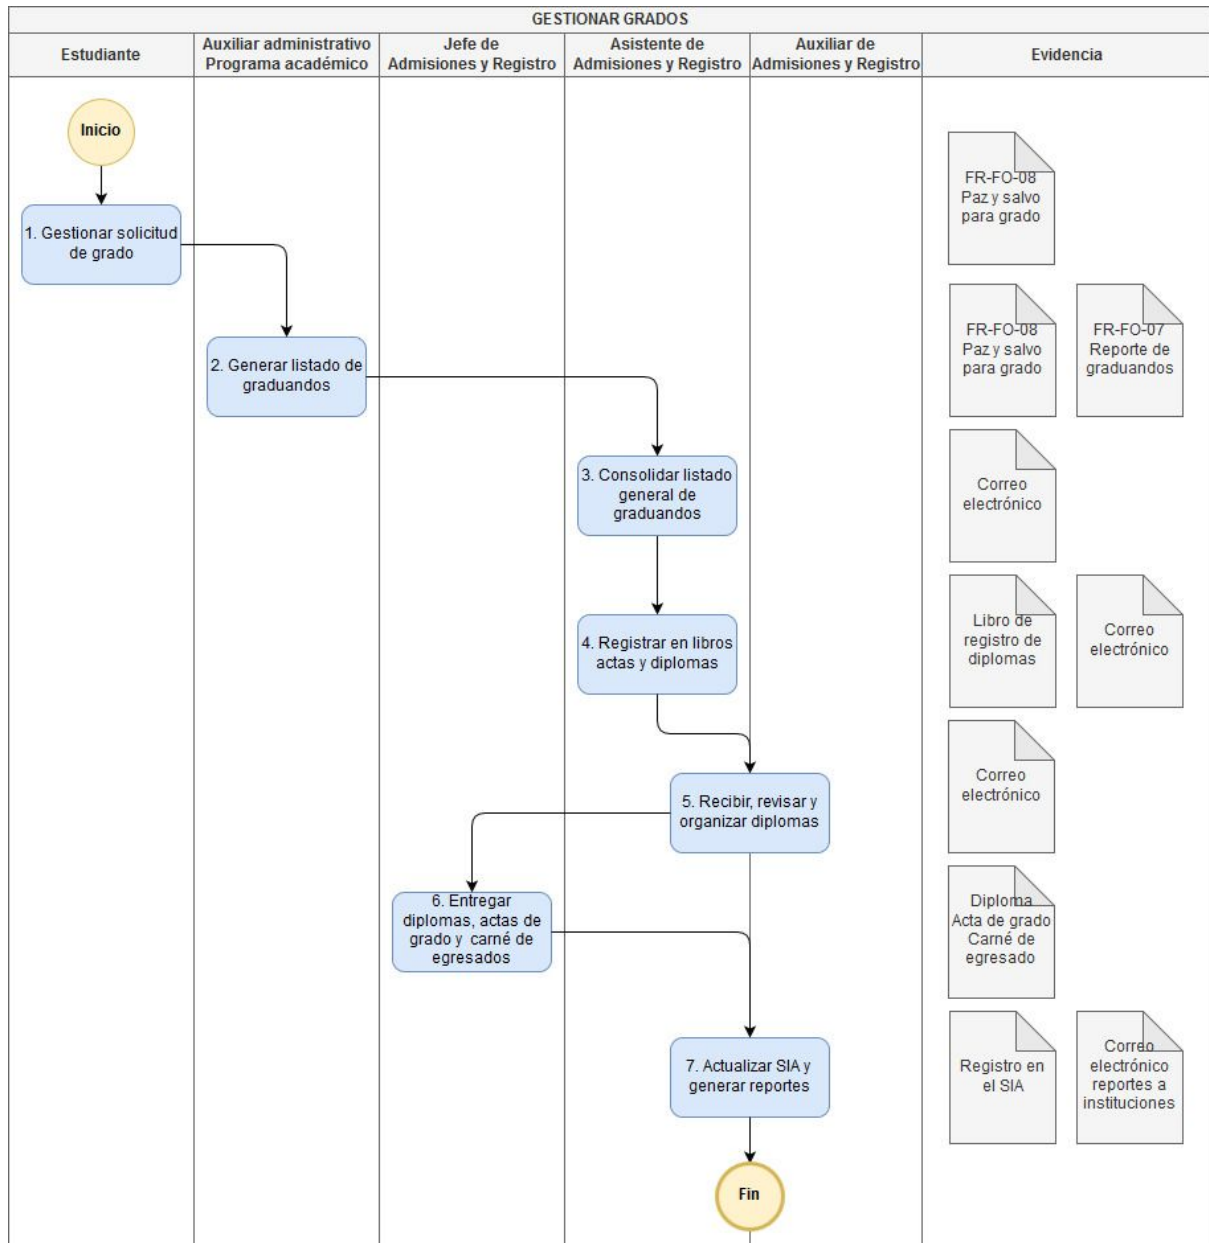 GESTIONAR GRADOS
Estudiante
Auxiliar administrativo
Programa académico
Jefe de
Admisiones y Registro
Asistente de
Admisiones y Registro
Auxiliar de
Admisiones y Registro
Evidencia
Inicio
FR-FO-08
Paz y salvo
para grado
1. Gestionar solicitud
de grado
2. Generar listado de
graduandos
FR-FO-08
Paz y salvo
para grado
FR-FO-07
Reporte de
graduandos
3. Consolidar listado
general de
graduandos
Correo
electrónico
4. Registrar en libros
actas y diplomas
Libro de
registro de
diplomas
Correo
electrónico
5. Recibir, revisar y
organizar diplomas
Correo
electrónico
6. Entregar
diplomas, actas de
grado y carné de
egresados
Diploma
Acta de grado
Carné de
egresado
7. Actualizar SIA y
generar reportes
Registro en
el SIA
Correo
electrónico
reportes a
instituciones
Fin